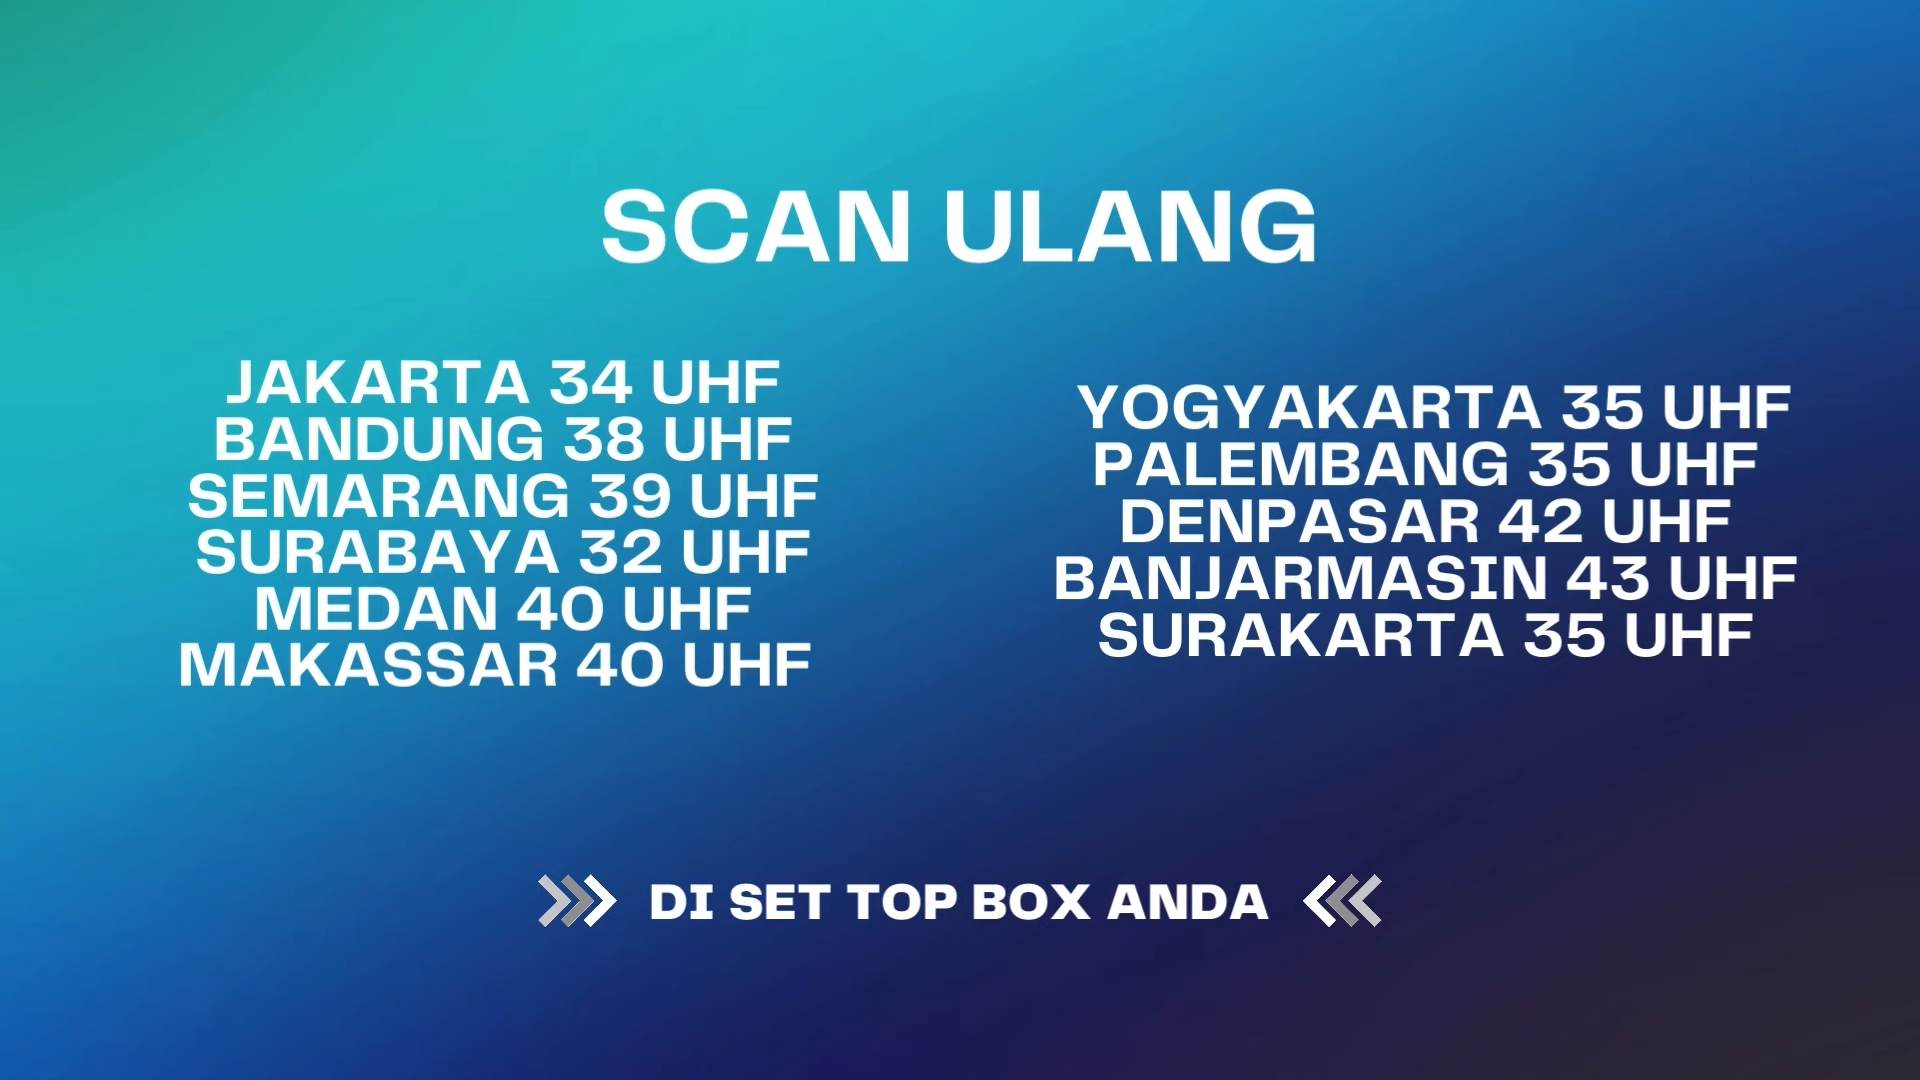 SCAN ULANG
JAKARTA 34 UHF
BANDUNG 38 UHF
SEMARANG 39 UHF
SURABAYA 32 UHF
MEDAN 40 UHF
MAKASSAR 40 UHF
YOGYAKARTA 35 UHF
PALEMBANG 35 UHF
DENPASAR 42 UHF
BANJARMASIN 43 UHF
SURAKARTA 35 UHF
DI SET TOP BOX ANDA